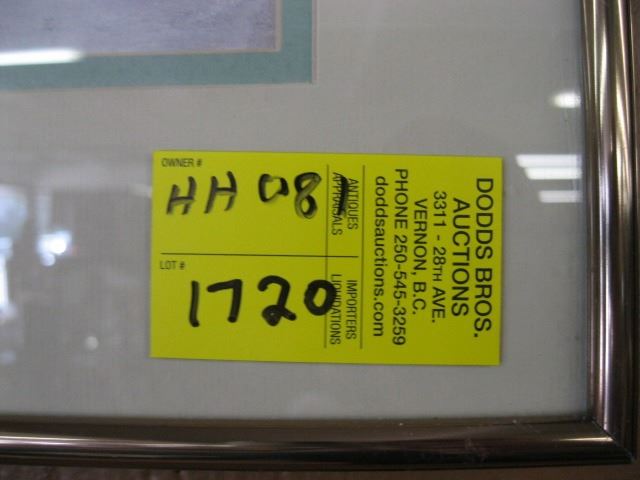 OWNER #
HH 081
LOT #
1720
ANTIQUES
APPRAISALS
IMPORTERS
LIQUIDATIONS
DODDS BROS.
AUCTIONS
3311 - 28TH AVE.
VERNON, B.C.
PHONE 250-545-3259
doddsauctions.com